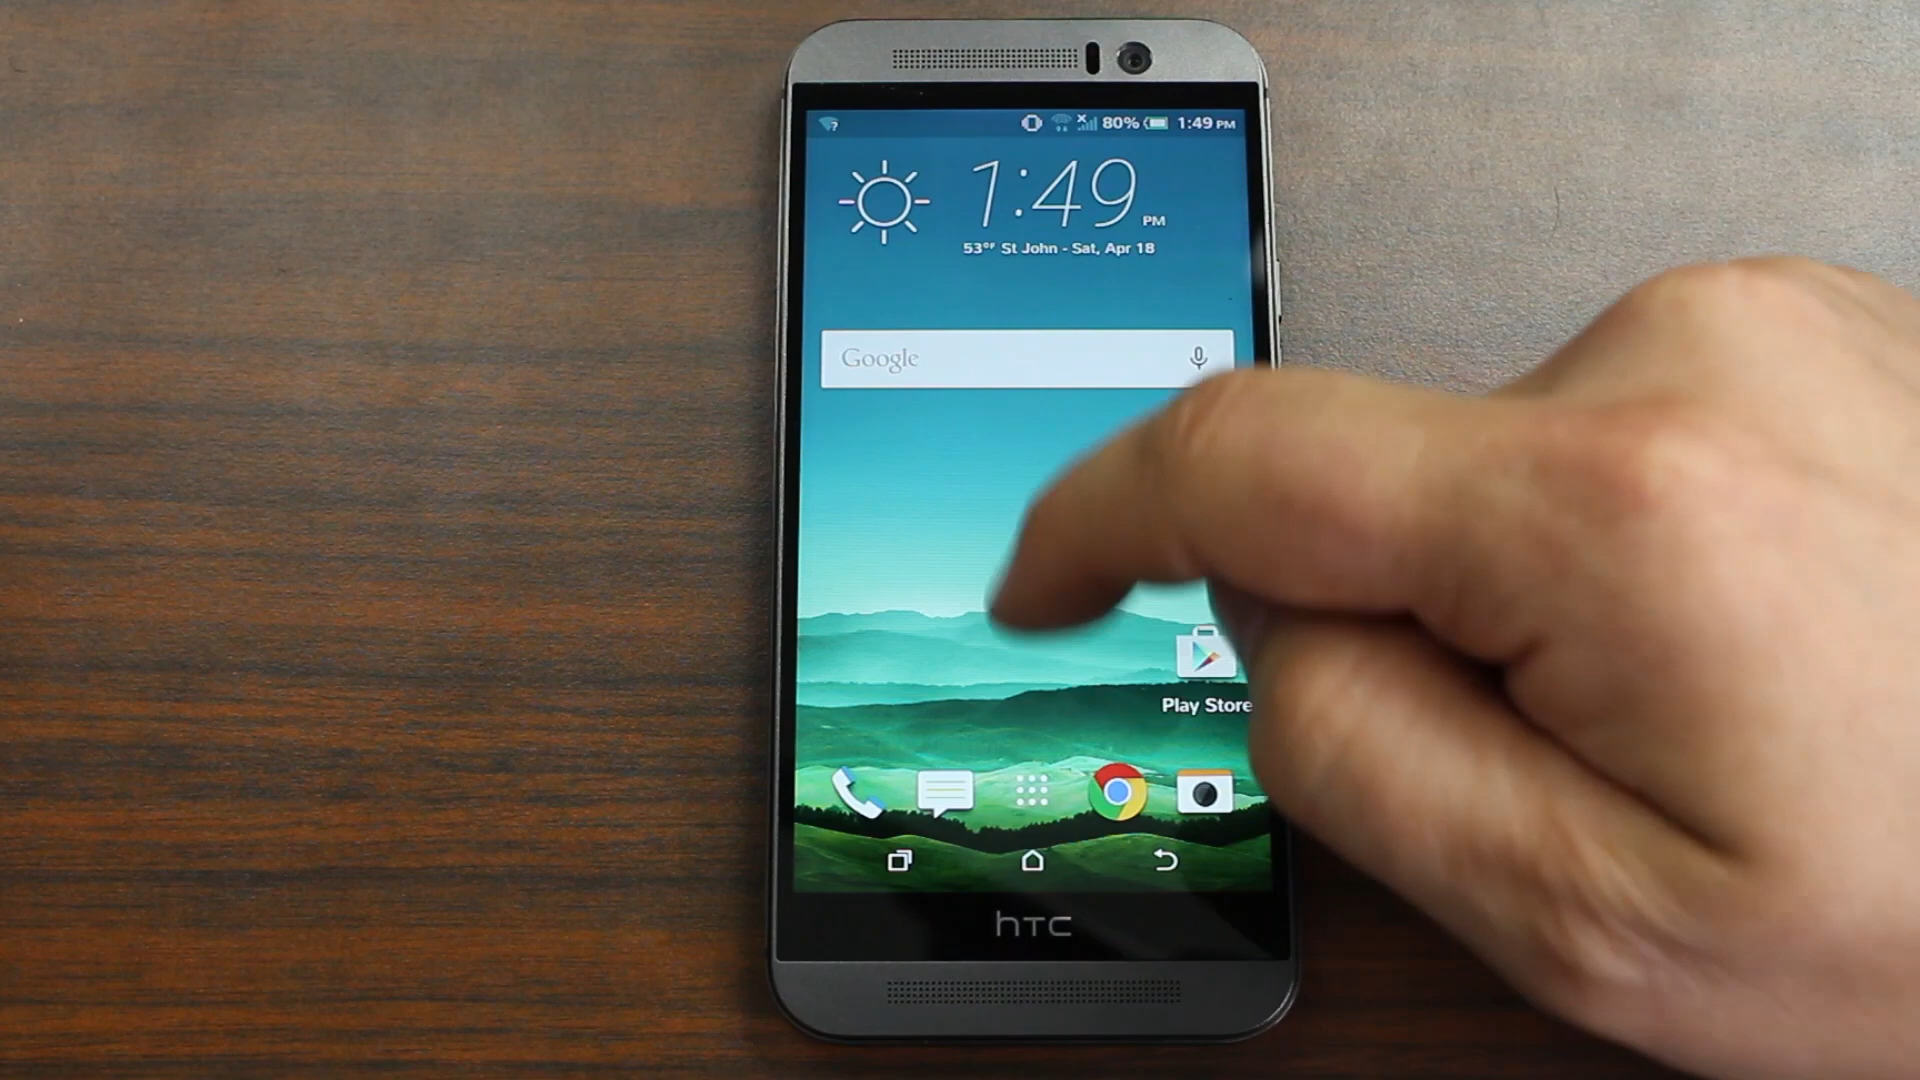 80% 1:49 PM
1:49 PM
53°F St John - Sat, Apr 18
Google
Play Store
hTC